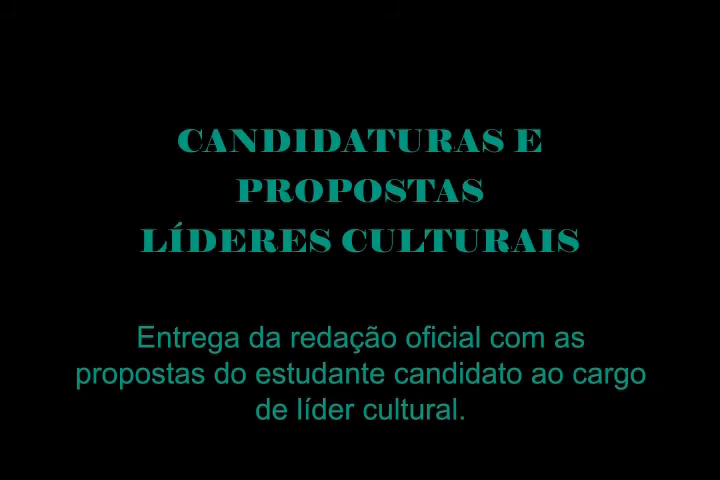 CANDIDATURAS E
PROPOSTAS
LÍDERES CULTURAIS
Entrega da redação oficial com as
propostas do estudante candidato ao cargo
de líder cultural.